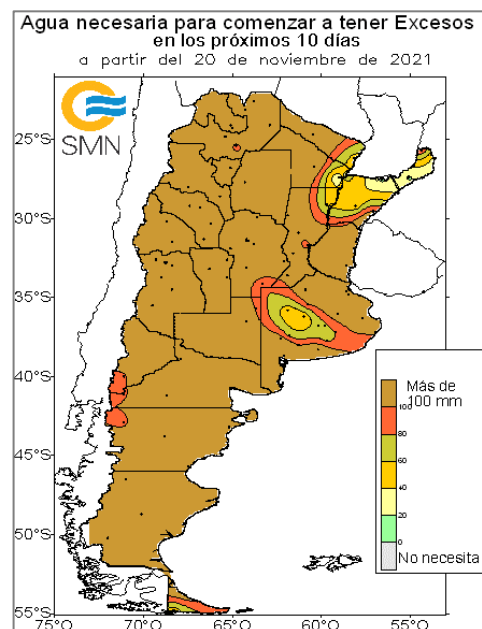 Agua necesaria para comenzar a tener Excesos
en los próximos 10 días
a partir del 20 de noviembre de 2021
SMN
25°S
30°S
35°S
40°S
45°S
50°S
55°S
75°O
70°O
65°O
60°O
55°O
Más de
100 mm
100
80
60
40
20
0
No necesita